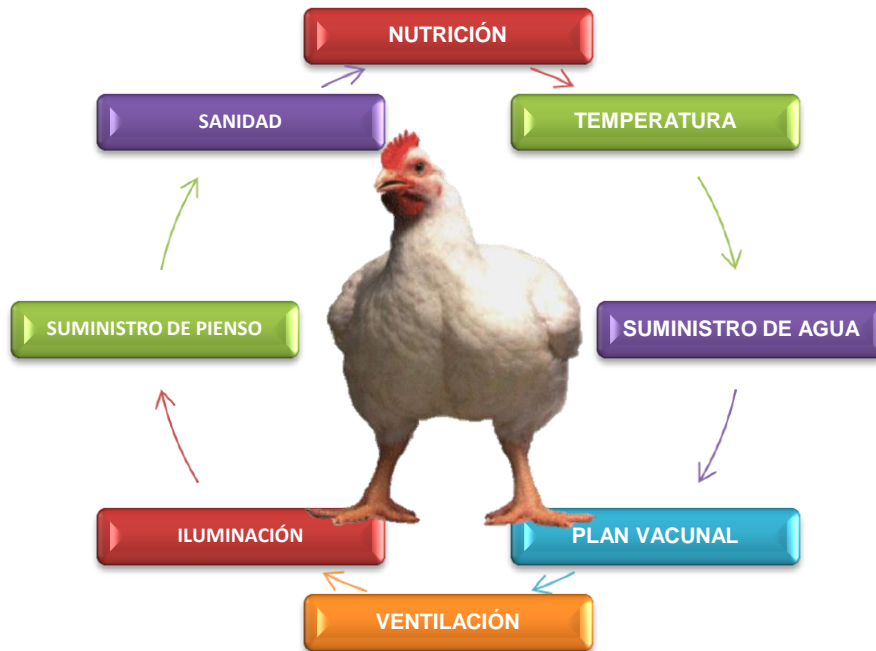 NUTRICIÓN
TEMPERATURA
SUMINISTRO DE AGUA
PLAN VACUNAL
VENTILACIÓN
ILUMINACIÓN
SUMINISTRO DE PIENSO
SANIDAD